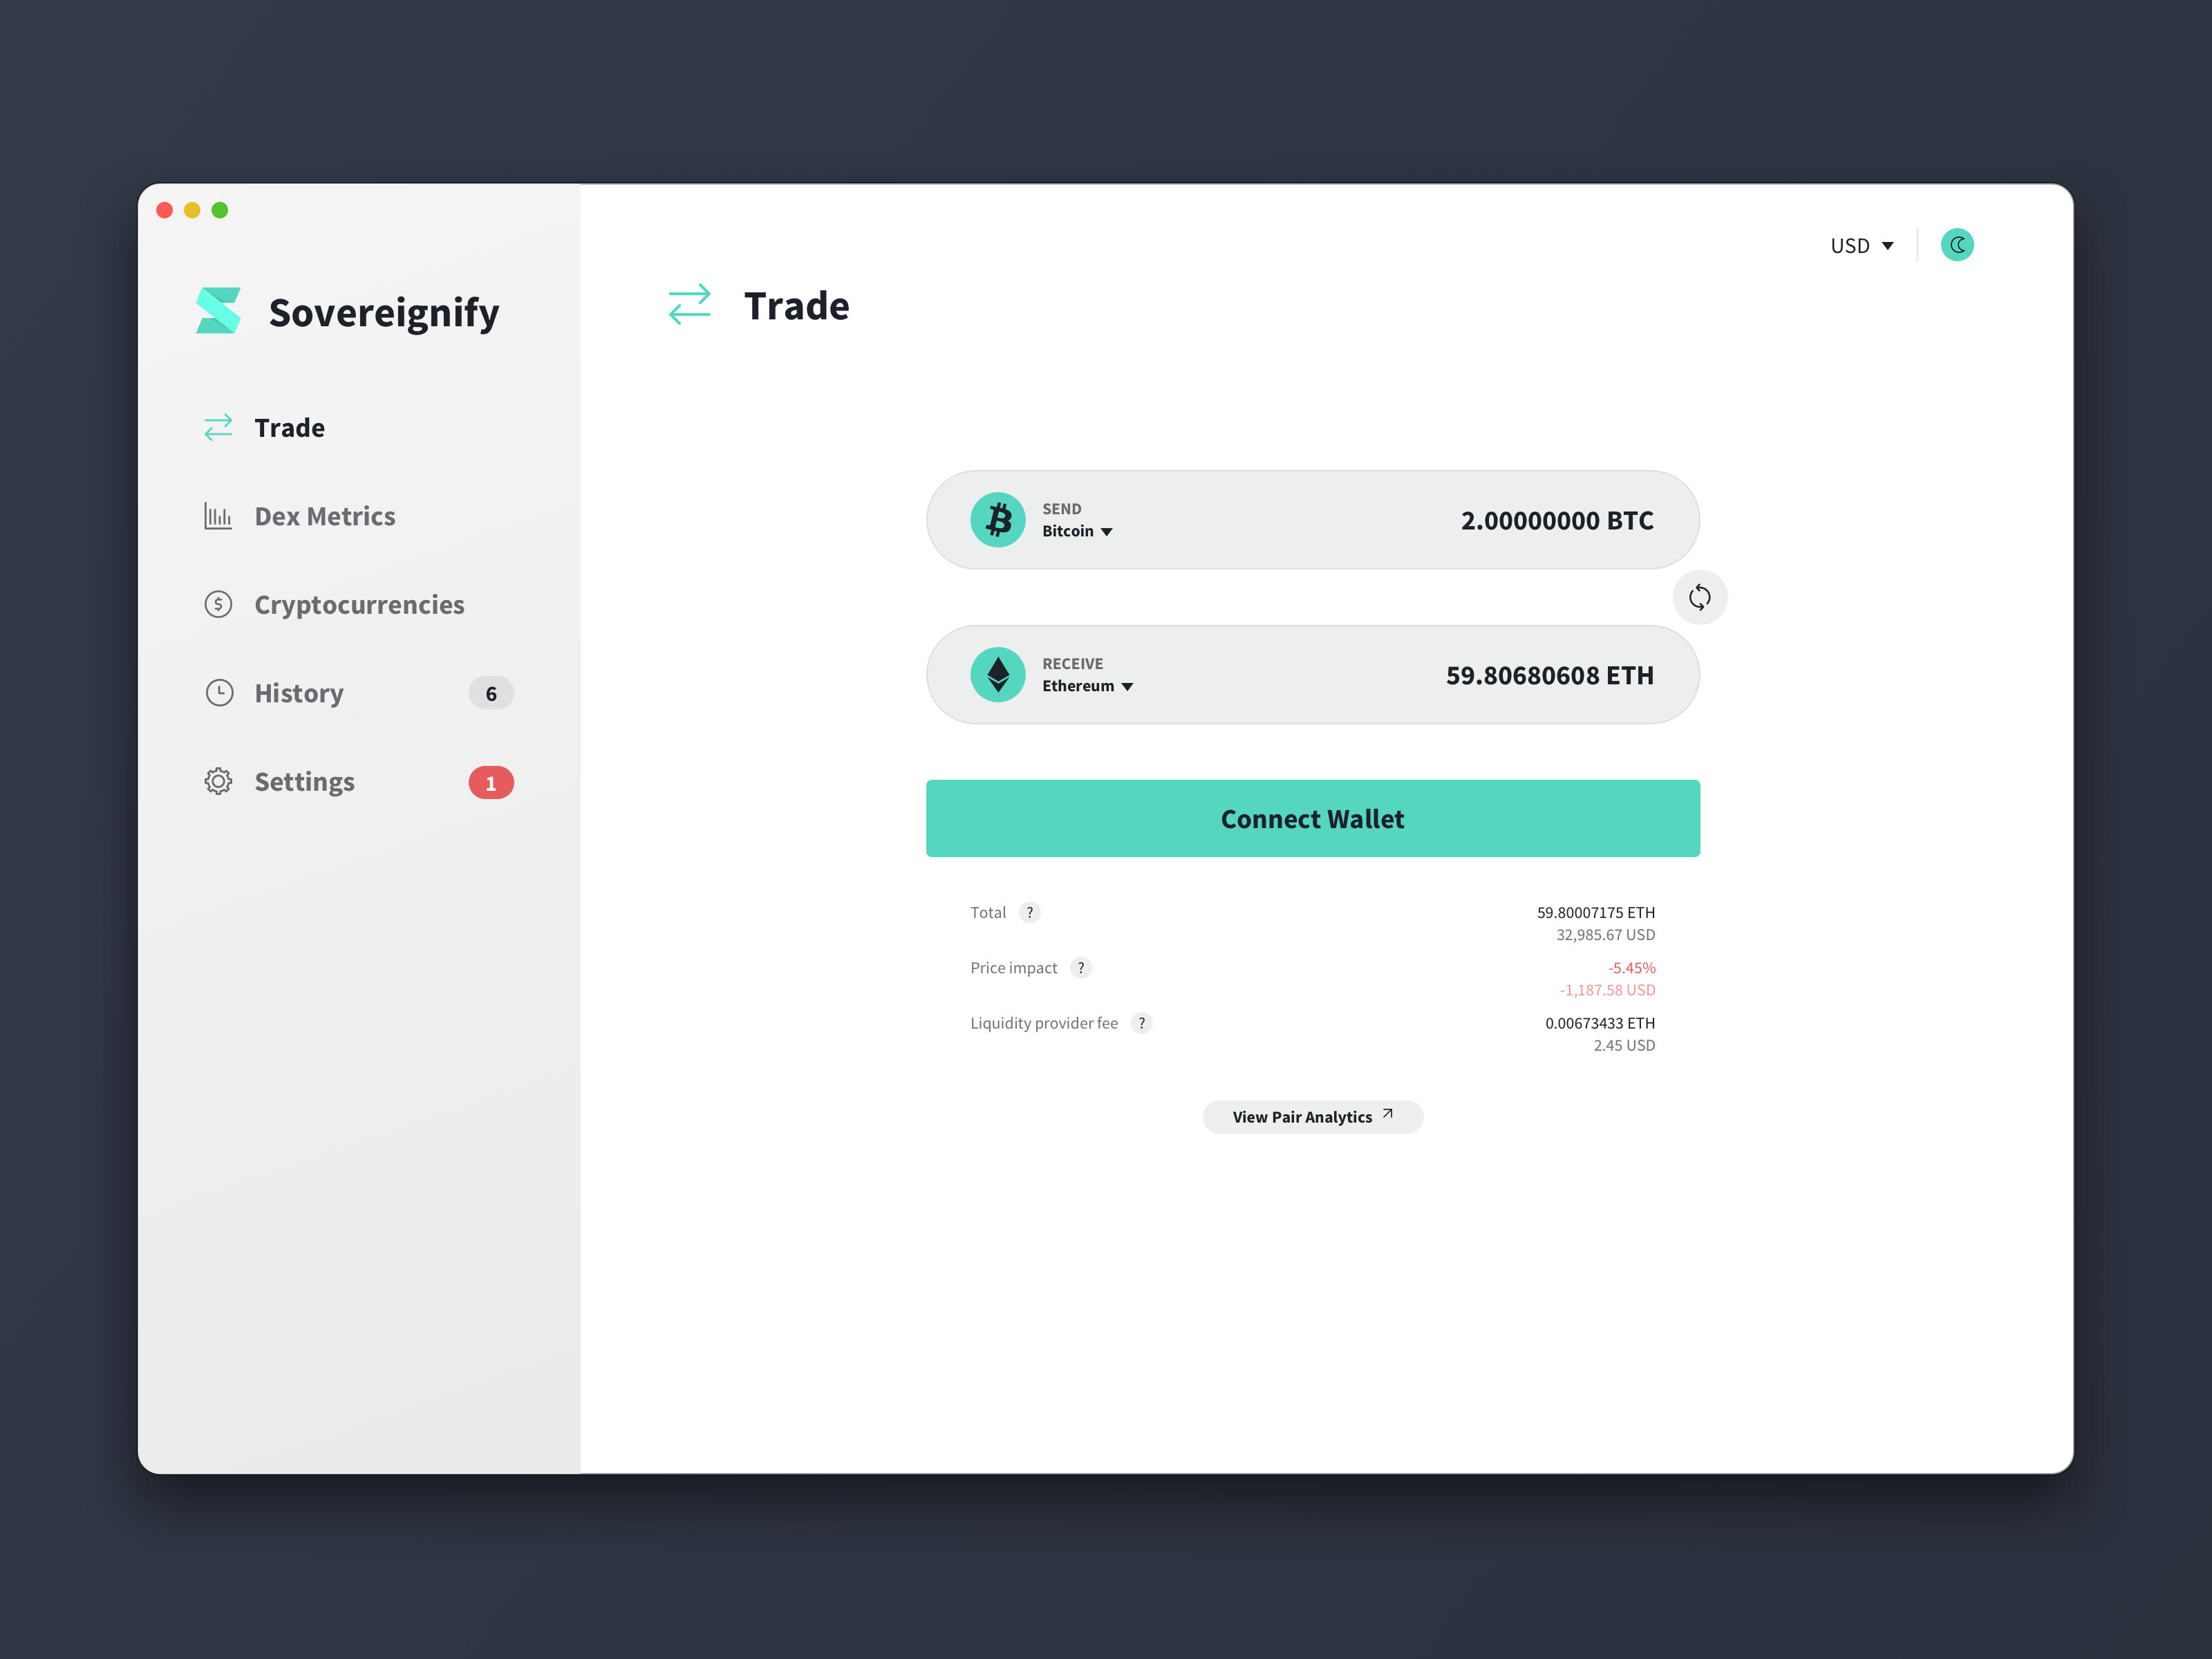 Sovereignify
Trade
Dex Metrics
Cryptocurrencies
History 6
Settings 1
USD
Trade
SEND
Bitcoin
2.00000000 BTC
RECEIVE
Ethereum
59.80680608 ETH
Connect Wallet
Total ? 59.80007175 ETH
32,985.67 USD
Price impact ? -5.45%
-1,187.58 USD
Liquidity provider fee ? 0.00673433 ETH
2.45 USD
View Pair Analytics